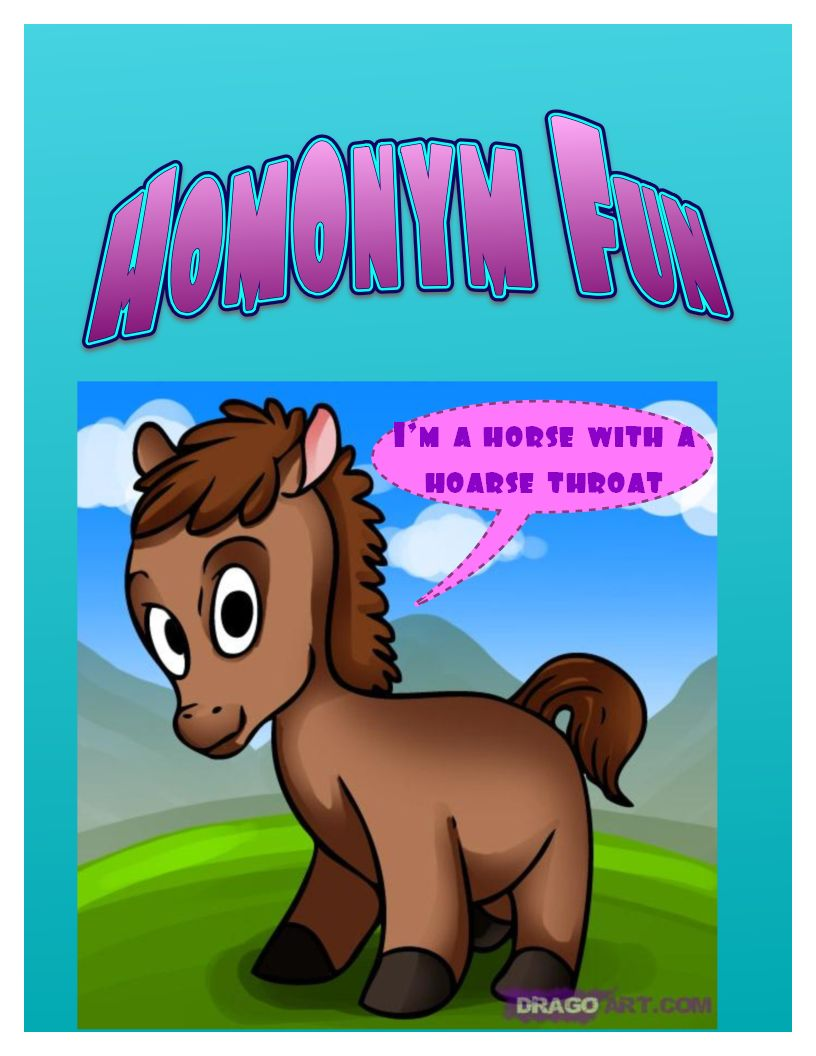 Homonym Fun
I'm a horse with a
hoarse throat
DRAGOART.COM